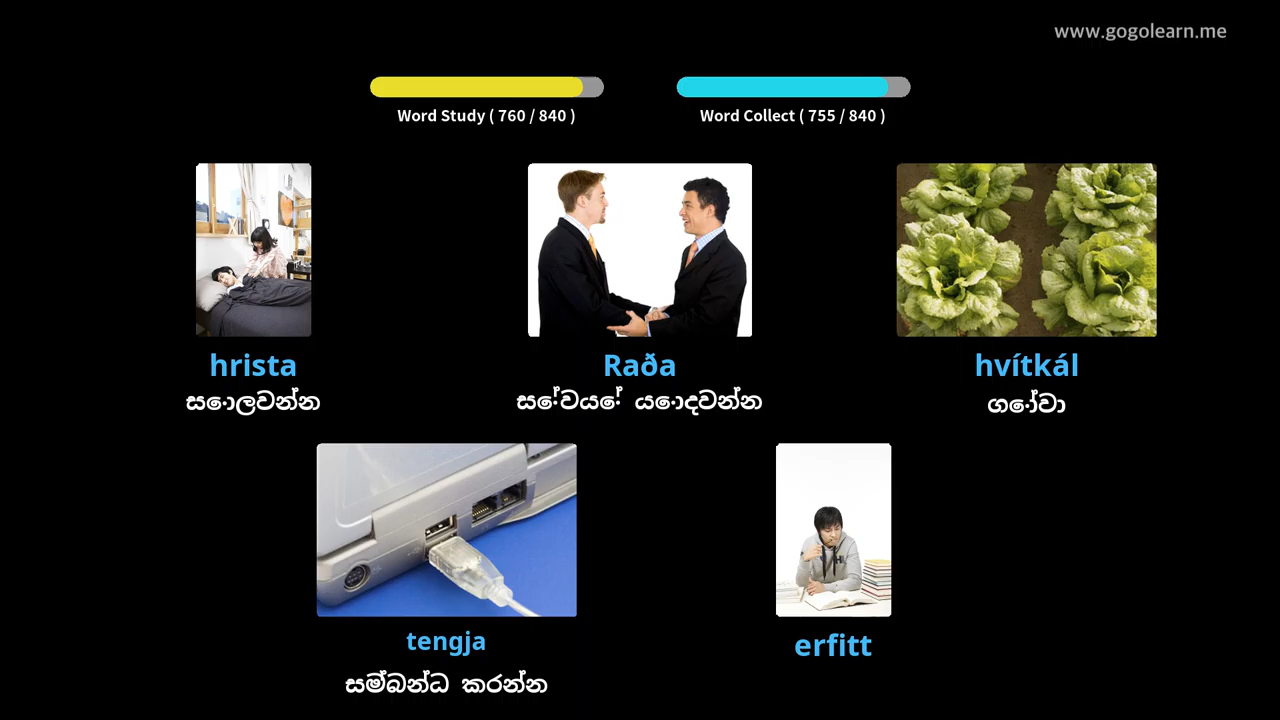 www.gogolearn.me
Word Study ( 760 / 840 )
Word Collect ( 755 / 840 )
hrista
සොලවන්න
Raða
සේවයේ යොදවන්න
hvítkál
ගෝවා
tengja
සම්බන්ධ කරන්න
erfitt